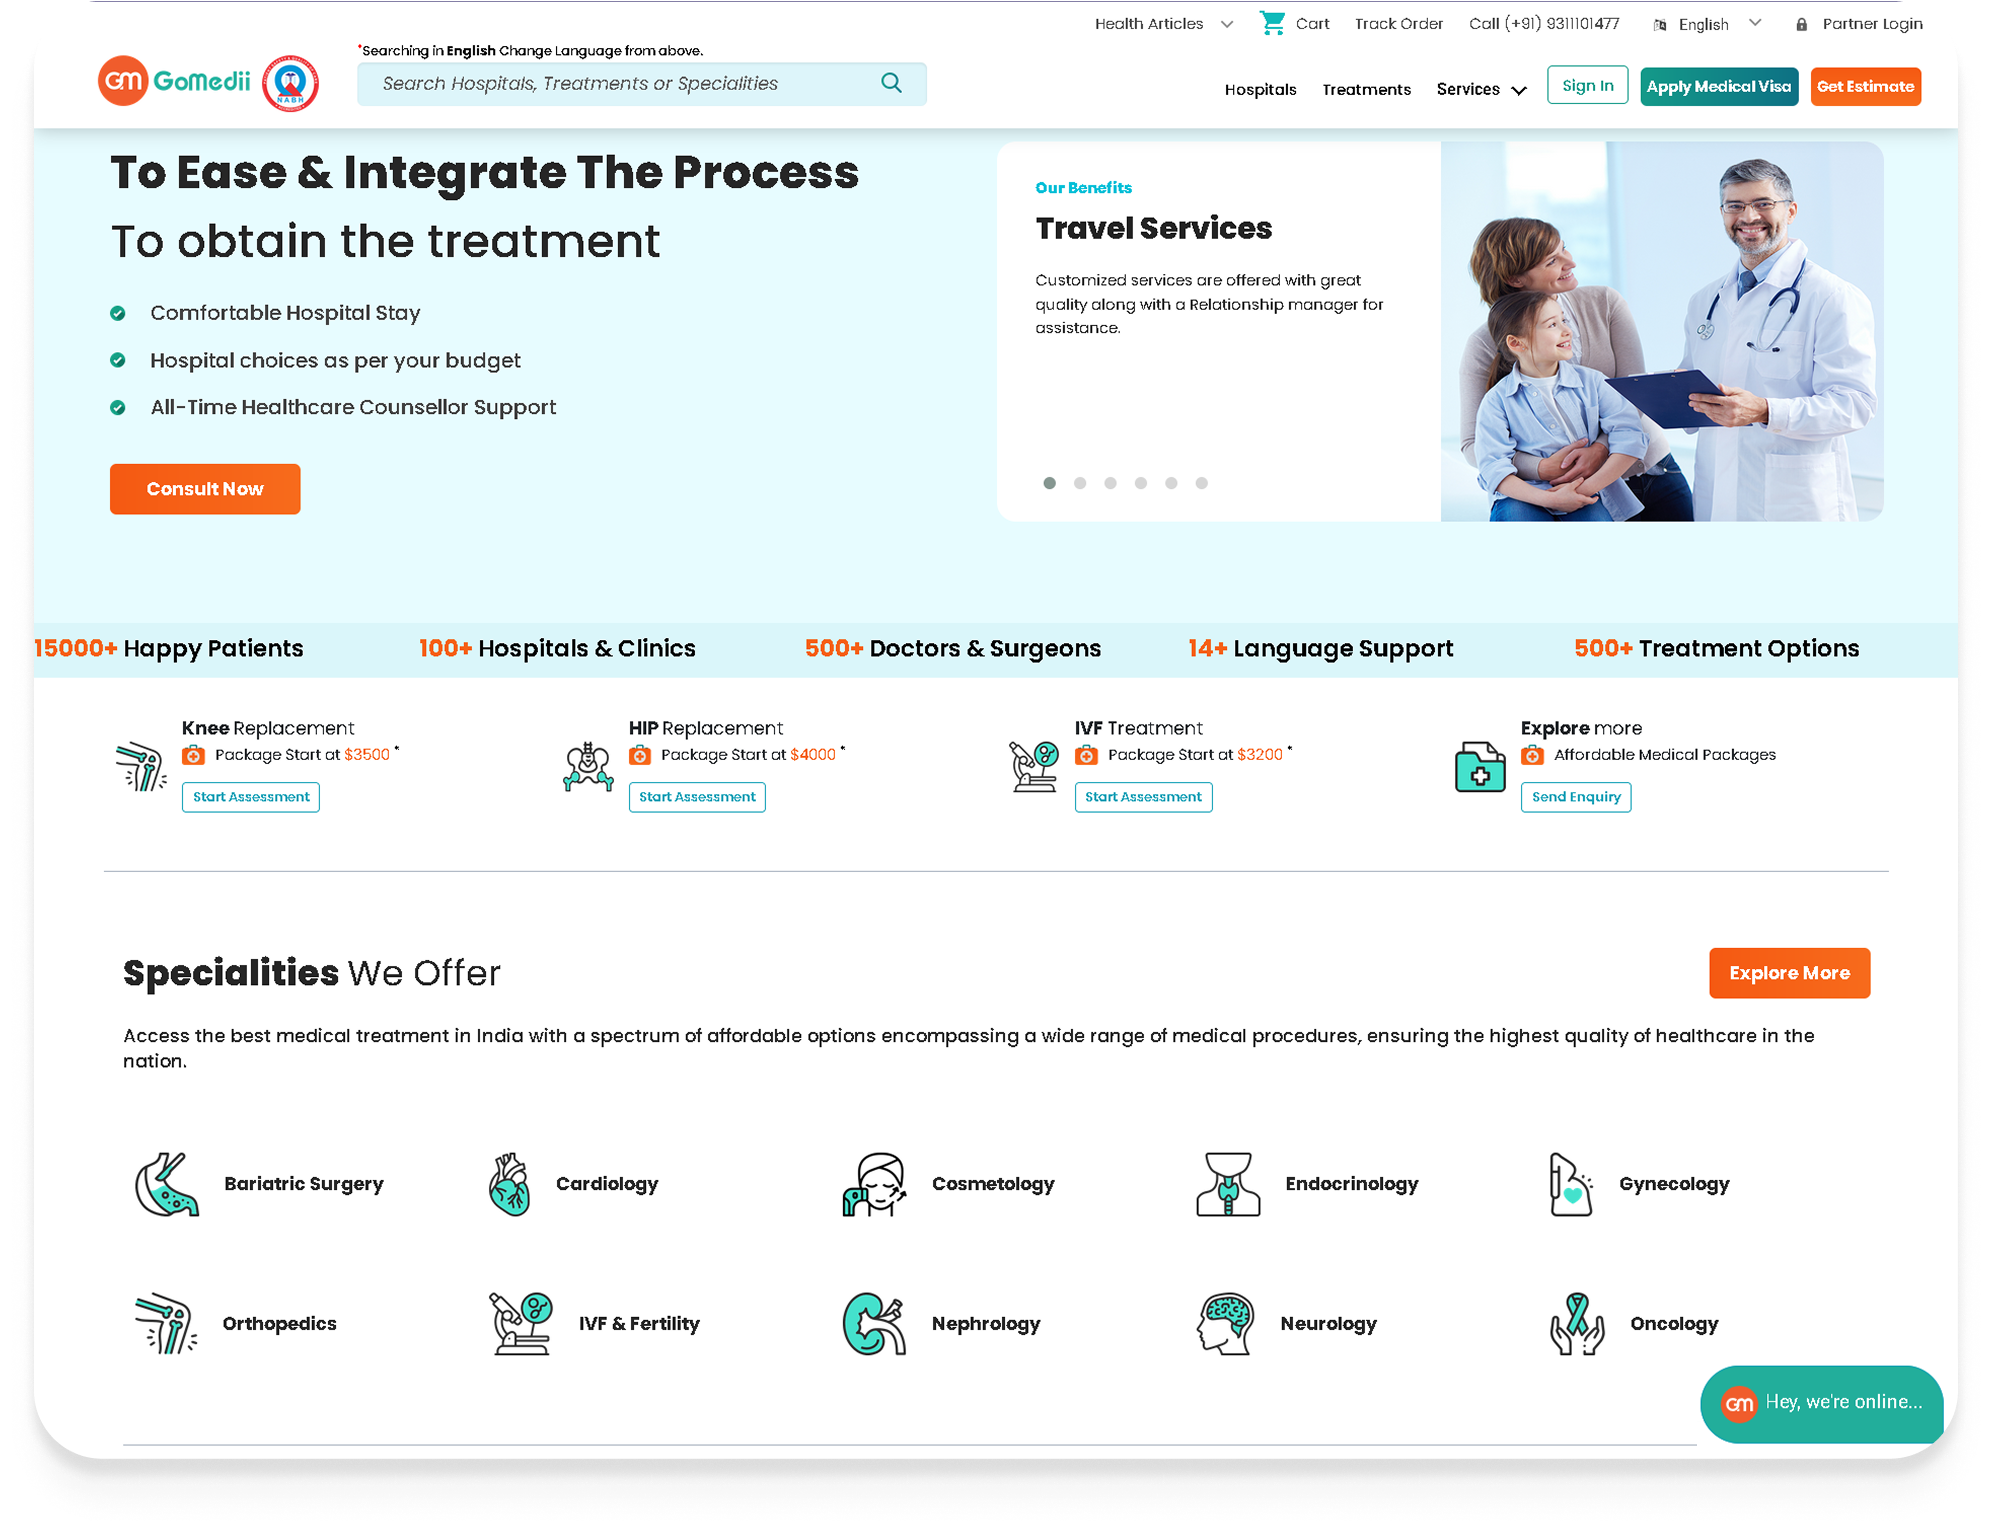 Health Articles
Cart
Track Order
Call (+91) 9311101477
English
Partner Login
*Searching in English Change Language from above.
GM GoMedii
NABH
Search Hospitals, Treatments or Specialities
Hospitals
Treatments
Services
Sign In
Apply Medical Visa
Get Estimate
To Ease & Integrate The Process
To obtain the treatment
Comfortable Hospital Stay
Hospital choices as per your budget
All-Time Healthcare Counsellor Support
Consult Now
Our Benefits
Travel Services
Customized services are offered with great
quality along with a Relationship manager for
assistance.
15000+ Happy Patients
100+ Hospitals & Clinics
500+ Doctors & Surgeons
14+ Language Support
500+ Treatment Options
Knee Replacement
Package Start at $3500 *
Start Assessment
HIP Replacement
Package Start at $4000 *
Start Assessment
IVF Treatment
Package Start at $3200 *
Start Assessment
Explore more
Affordable Medical Packages
Send Enquiry
Specialities We Offer
Explore More
Access the best medical treatment in India with a spectrum of affordable options encompassing a wide range of medical procedures, ensuring the highest quality of healthcare in the
nation.
Bariatric Surgery
Cardiology
Cosmetology
Endocrinology
Gynecology
Orthopedics
IVF & Fertility
Nephrology
Neurology
Oncology
GM Hey, we're online...